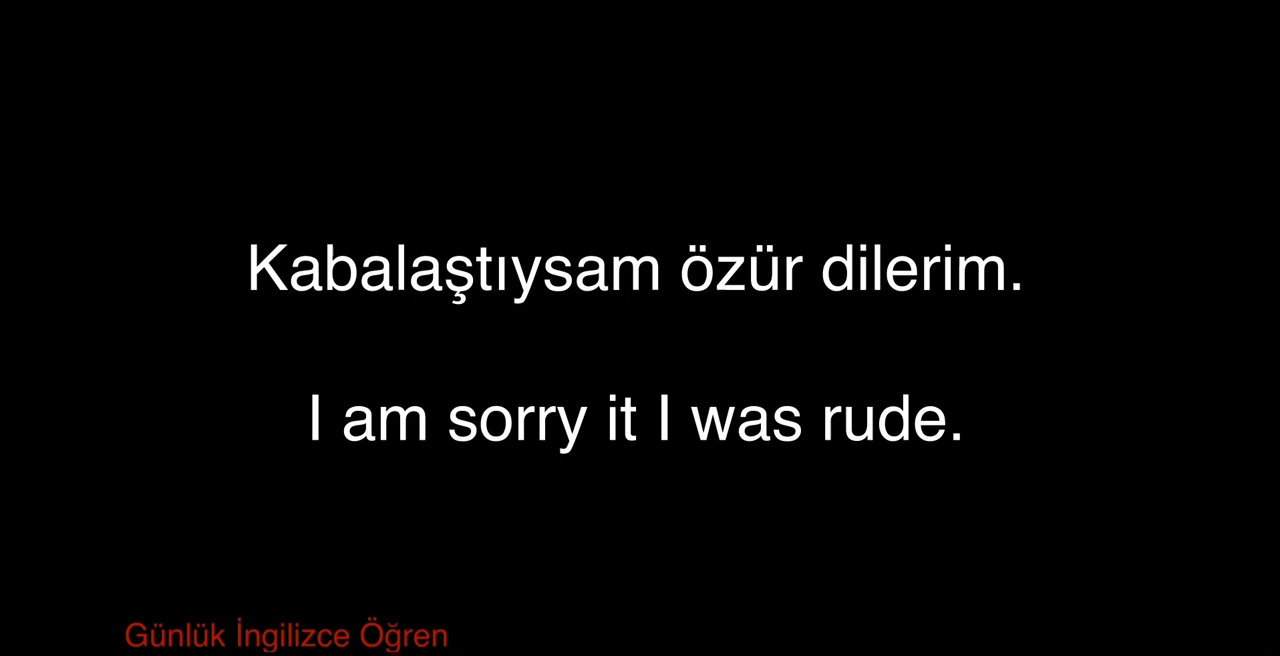 Kabalaştıysam özür dilerim.
I am sorry it I was rude.
Günlük İngilizce Öğren